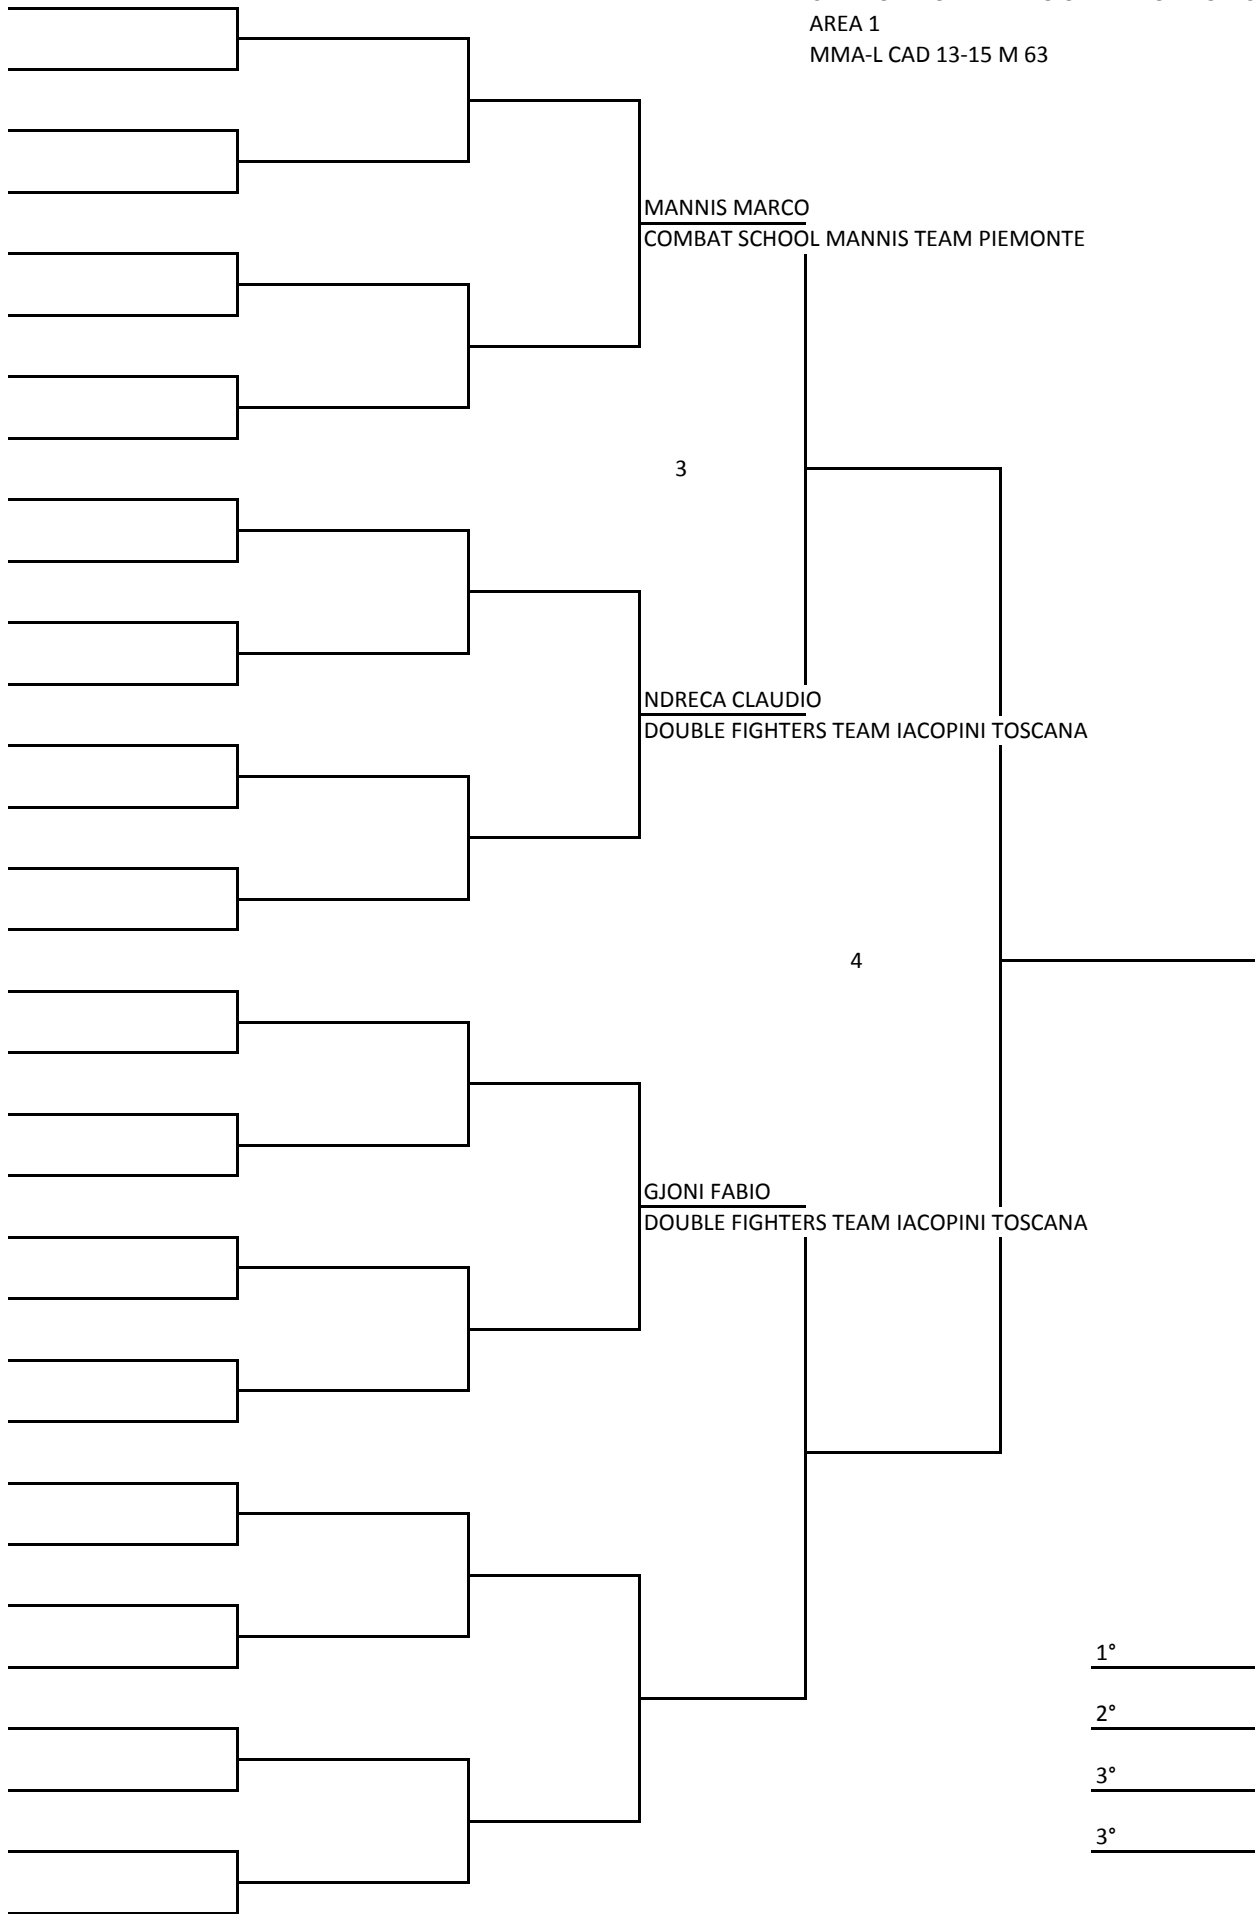 AREA 1
MMA-L CAD 13-15 M 63
MANNIS MARCO
COMBAT SCHOOL MANNIS TEAM PIEMONTE
3
NDRECA CLAUDIO
DOUBLE FIGHTERS TEAM IACOPINI TOSCANA
4
GJONI FABIO
DOUBLE FIGHTERS TEAM IACOPINI TOSCANA
1°
2°
3°
3°